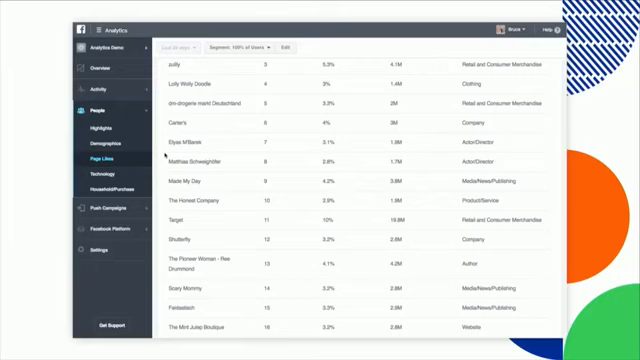 Analytics
Bruce
Help
Analytics Demo
Last 28 days
Segment: 100% of Users
Edit
Overview
Activity
People
Highlights
Demographics
Page Likes
Technology
Household/Purchase
Push Campaigns
Facebook Platform
Settings
Get Support
zulily 3 5.3% 4.1M Retail and Consumer Merchandise
Lolly Wolly Doodle 4 3% 1.4M Clothing
dm-drogerie markt Deutschland 5 3.3% 2M Retail and Consumer Merchandise
Carter's 6 4% 3M Company
Elyas M'Barek 7 3.1% 1.9M Actor/Director
Matthias Schweighöfer 8 2.8% 1.7M Actor/Director
Made My Day 9 4.2% 3.8M Media/News/Publishing
The Honest Company 10 2.9% 1.9M Product/Service
Target 11 10% 19.8M Retail and Consumer Merchandise
Shutterfly 12 3.2% 2.6M Company
The Pioneer Woman - Ree
Drummond 13 4.1% 4.2M Author
Scary Mommy 14 3.2% 2.8M Media/News/Publishing
Faktastisch 15 3.3% 2.9M Media/News/Publishing
The Mint Julep Boutique 16 3.2% 2.8M Website